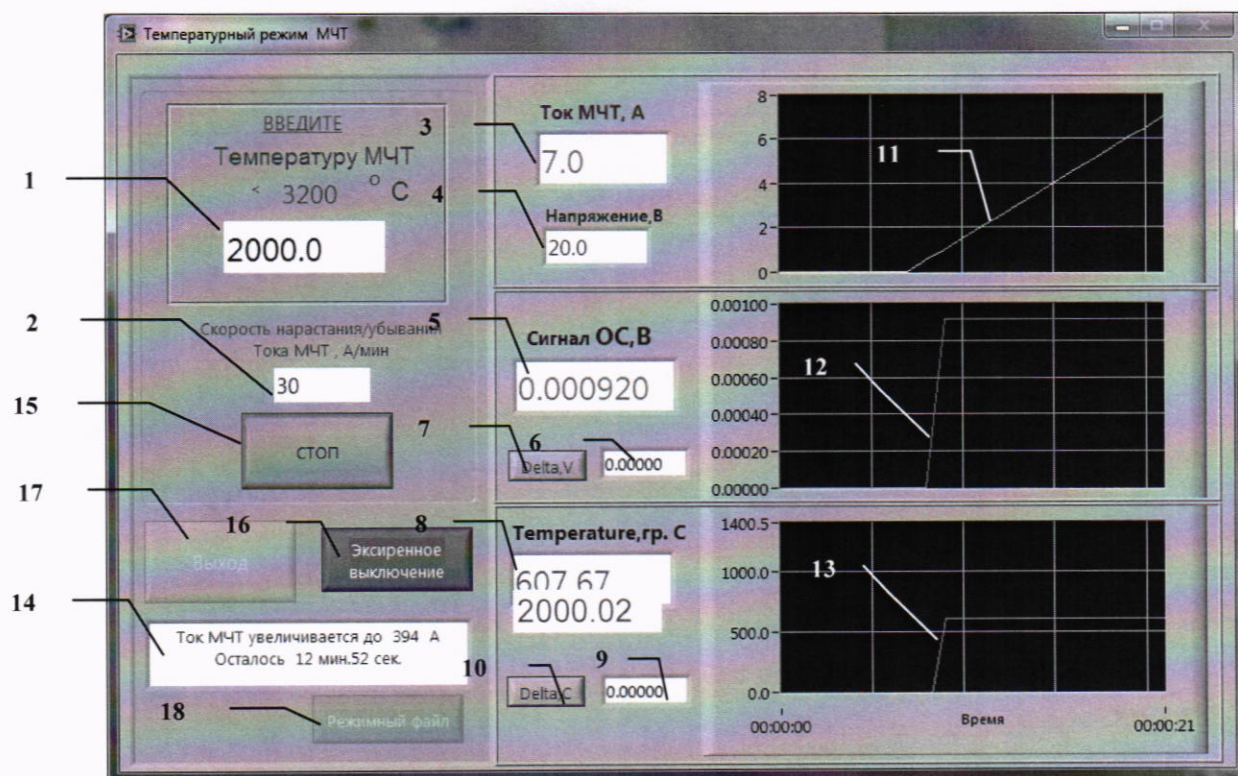 Температурный режим МЧТ
ВВЕДИТЕ
Температуру МЧТ
< 3200 °C
2000.0
Скорость нарастания/убывания
Тока МЧТ , А/мин
30
СТОП
Выход
Эксиренное
выключение
Ток МЧТ увеличивается до 394 А
Осталось 12 мин.52 сек.
Режимный файл
Ток МЧТ, А
7.0
Напряжение,В
20.0
Сигнал ОС,В
0.000920
Delta,V
0.00000
Temperature,гр. С
607.67
2000.02
Delta,C
0.00000
8
6
4
2
0
0.00100
0.00080
0.00060
0.00040
0.00020
0.00000
1400.5
1000.0
500.0
0.0
00:00:00
Время
00:00:21
1
2
3
4
5
6
7
8
9
10
11
12
13
14
15
16
17
18